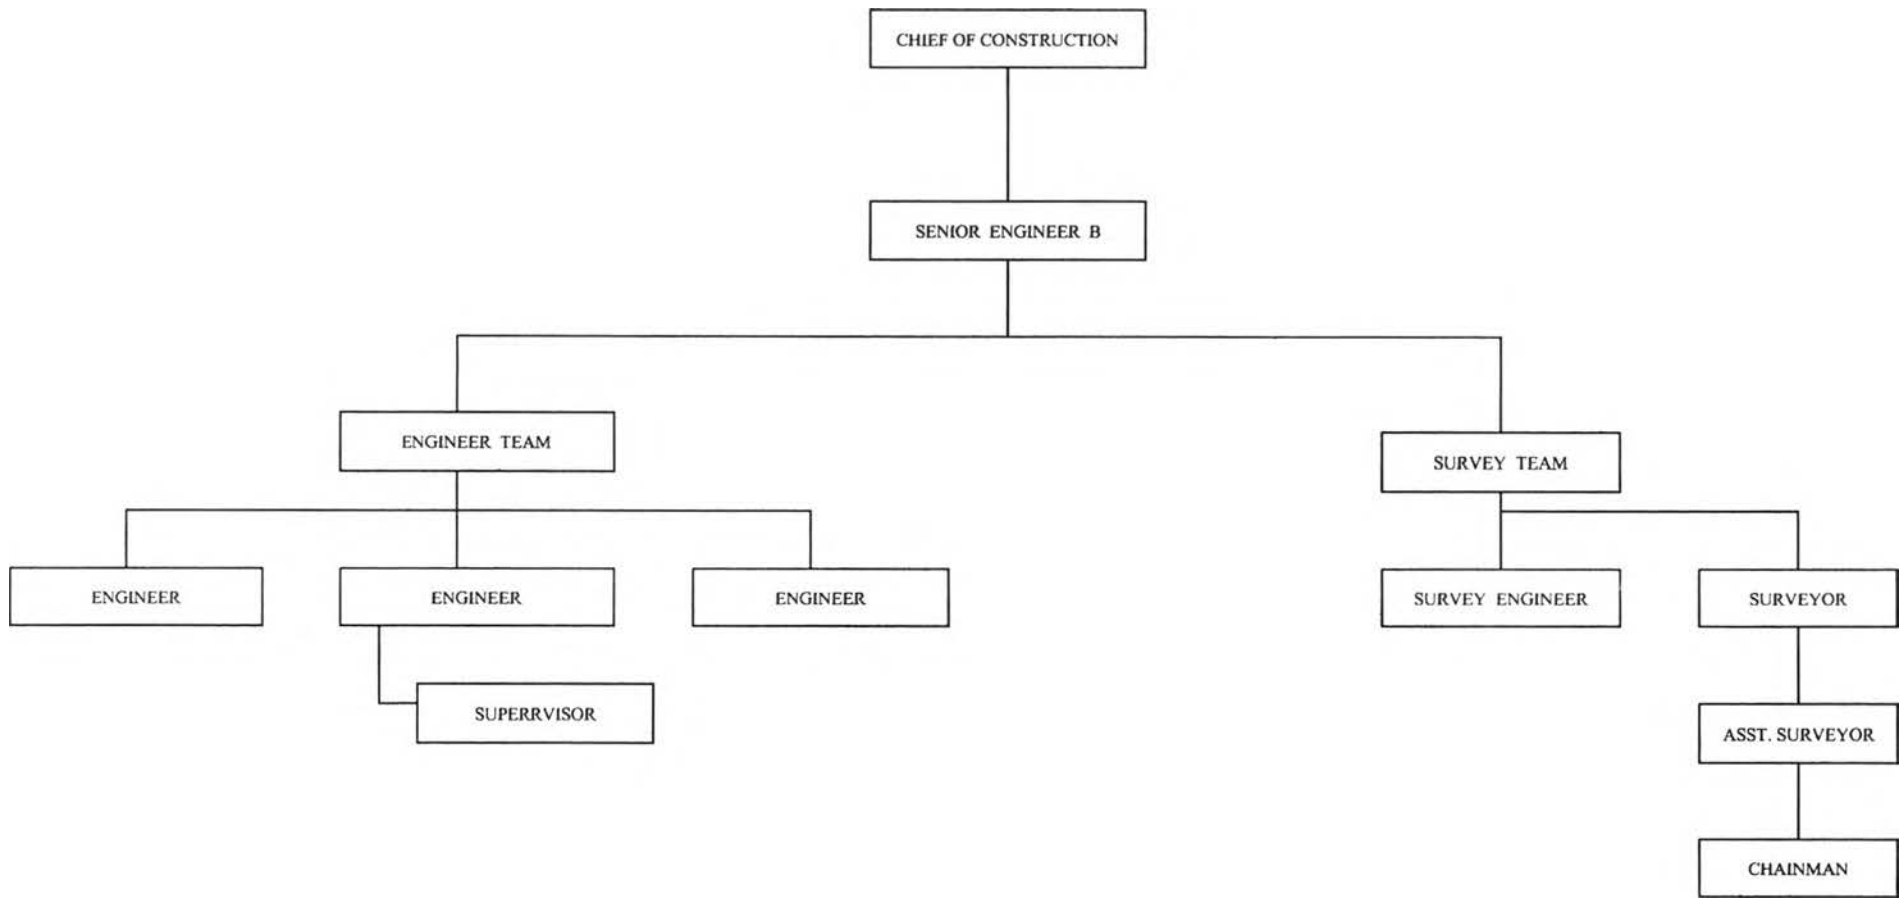 CHIEF OF CONSTRUCTION
SENIOR ENGINEER B
ENGINEER TEAM
SURVEY TEAM
ENGINEER
ENGINEER
ENGINEER
SURVEY ENGINEER
SURVEYOR
SUPERRVISOR
ASST. SURVEYOR
CHAINMAN